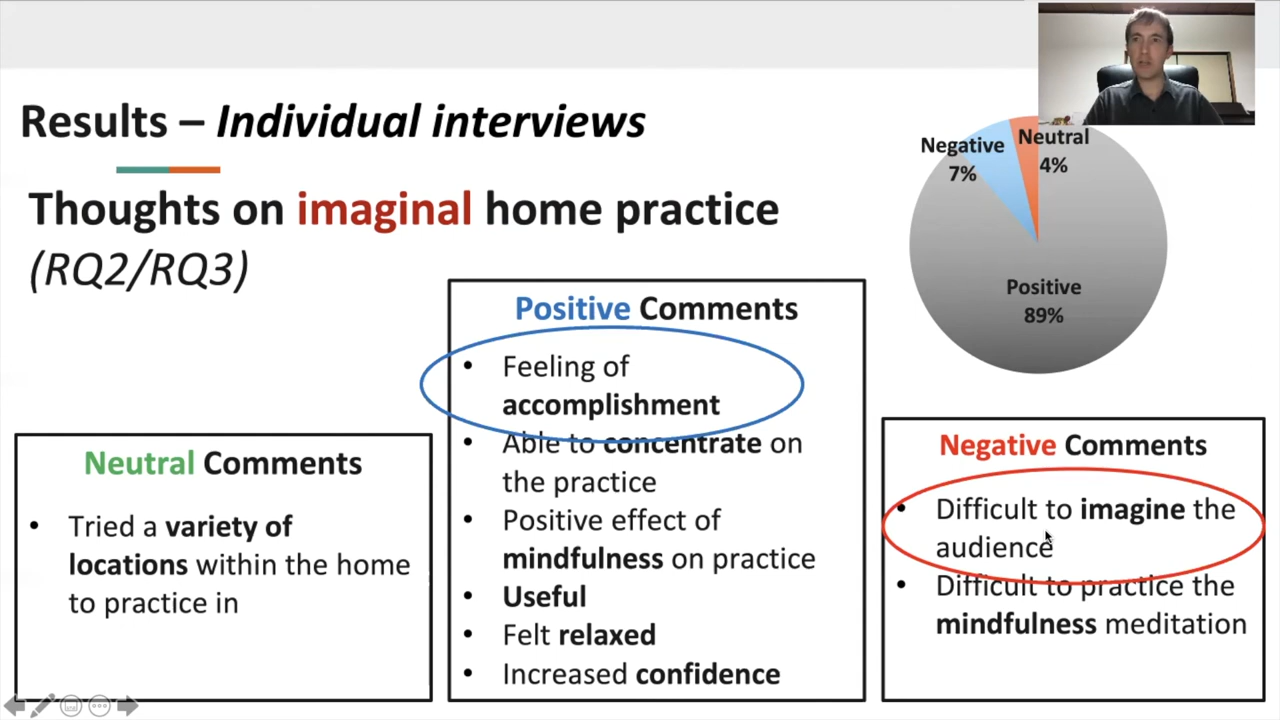 Results – Individual interviews
Thoughts on imaginal home practice
(RQ2/RQ3)
Negative
7%
Neutral
4%
Positive
89%
Neutral Comments
• Tried a variety of
locations within the home
to practice in
Positive Comments
• Feeling of
accomplishment
• Able to concentrate on
the practice
• Positive effect of
mindfulness on practice
• Useful
• Felt relaxed
• Increased confidence
Negative Comments
• Difficult to imagine the
audience
• Difficult to practice the
mindfulness meditation